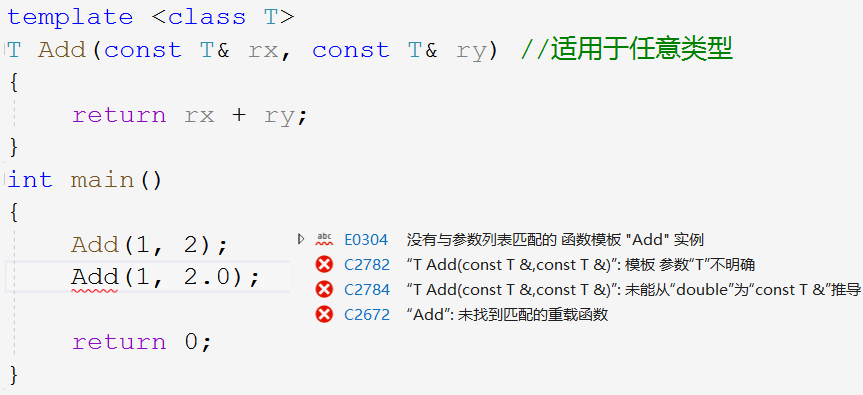 template <class T>
T Add(const T& rx, const T& ry) //适用于任意类型
{
return rx + ry;
}
int main()
{
Add(1, 2);
Add(1, 2.0);
return 0;
}
abc E0304 没有与参数列表匹配的 函数模板 "Add" 实例
C2782 “T Add(const T &,const T &)”: 模板 参数“T”不明确
C2784 “T Add(const T &,const T &)”: 未能从“double”为“const T &”推导
C2672 “Add”: 未找到匹配的重载函数